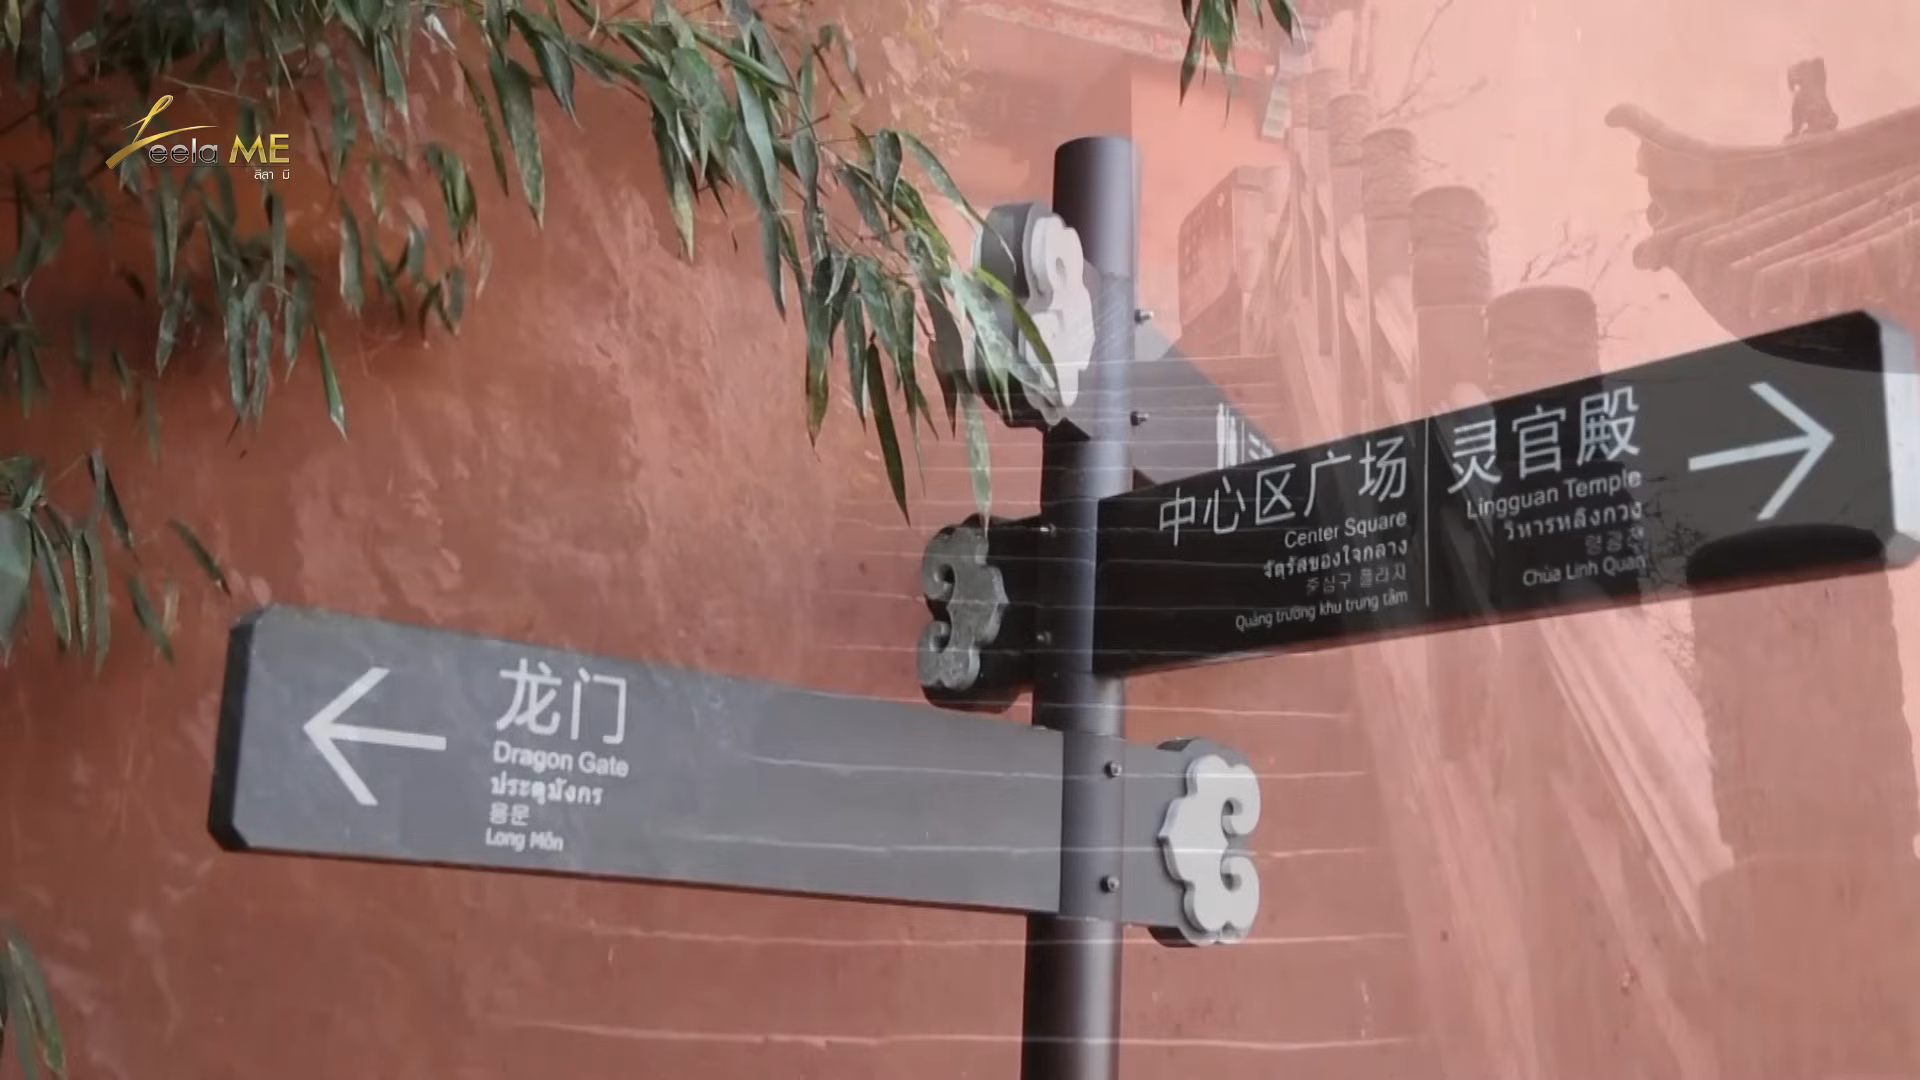 Leela ME
ลีลา มี
中心区广场
Center Square
จัตุรัสของใจกลาง
중심구 플라자
Quảng trường khu trung tâm
灵官殿
Lingguan Temple
วิหารหลิงกวง
령광전
Chùa Linh Quan
龙门
Dragon Gate
ประตูมังกร
용문
Long Môn